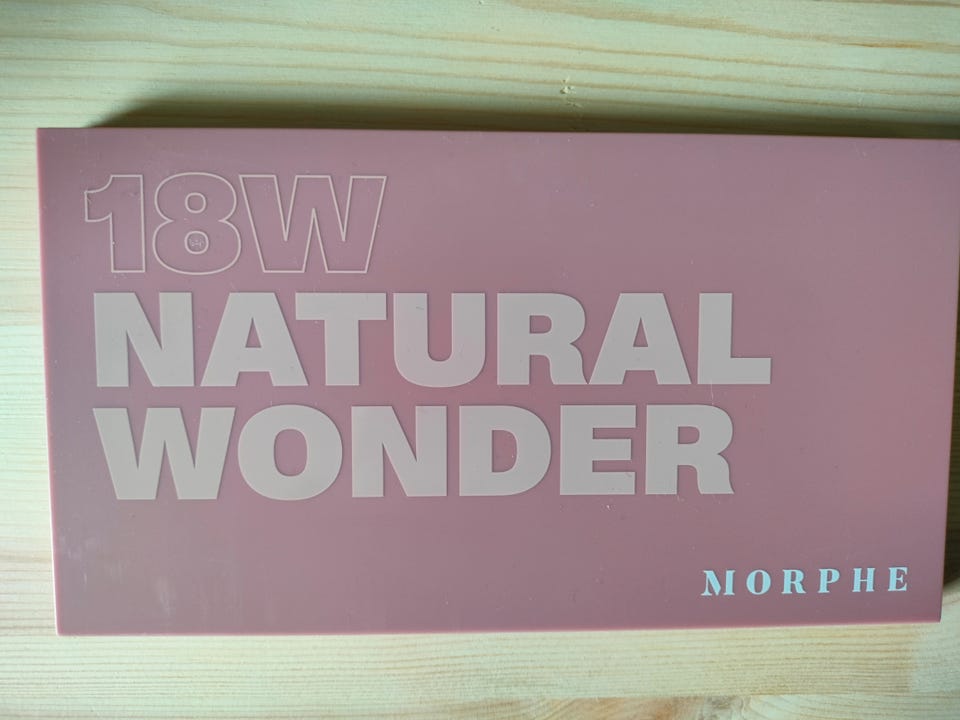 18W
NATURAL
WONDER
MORPHE